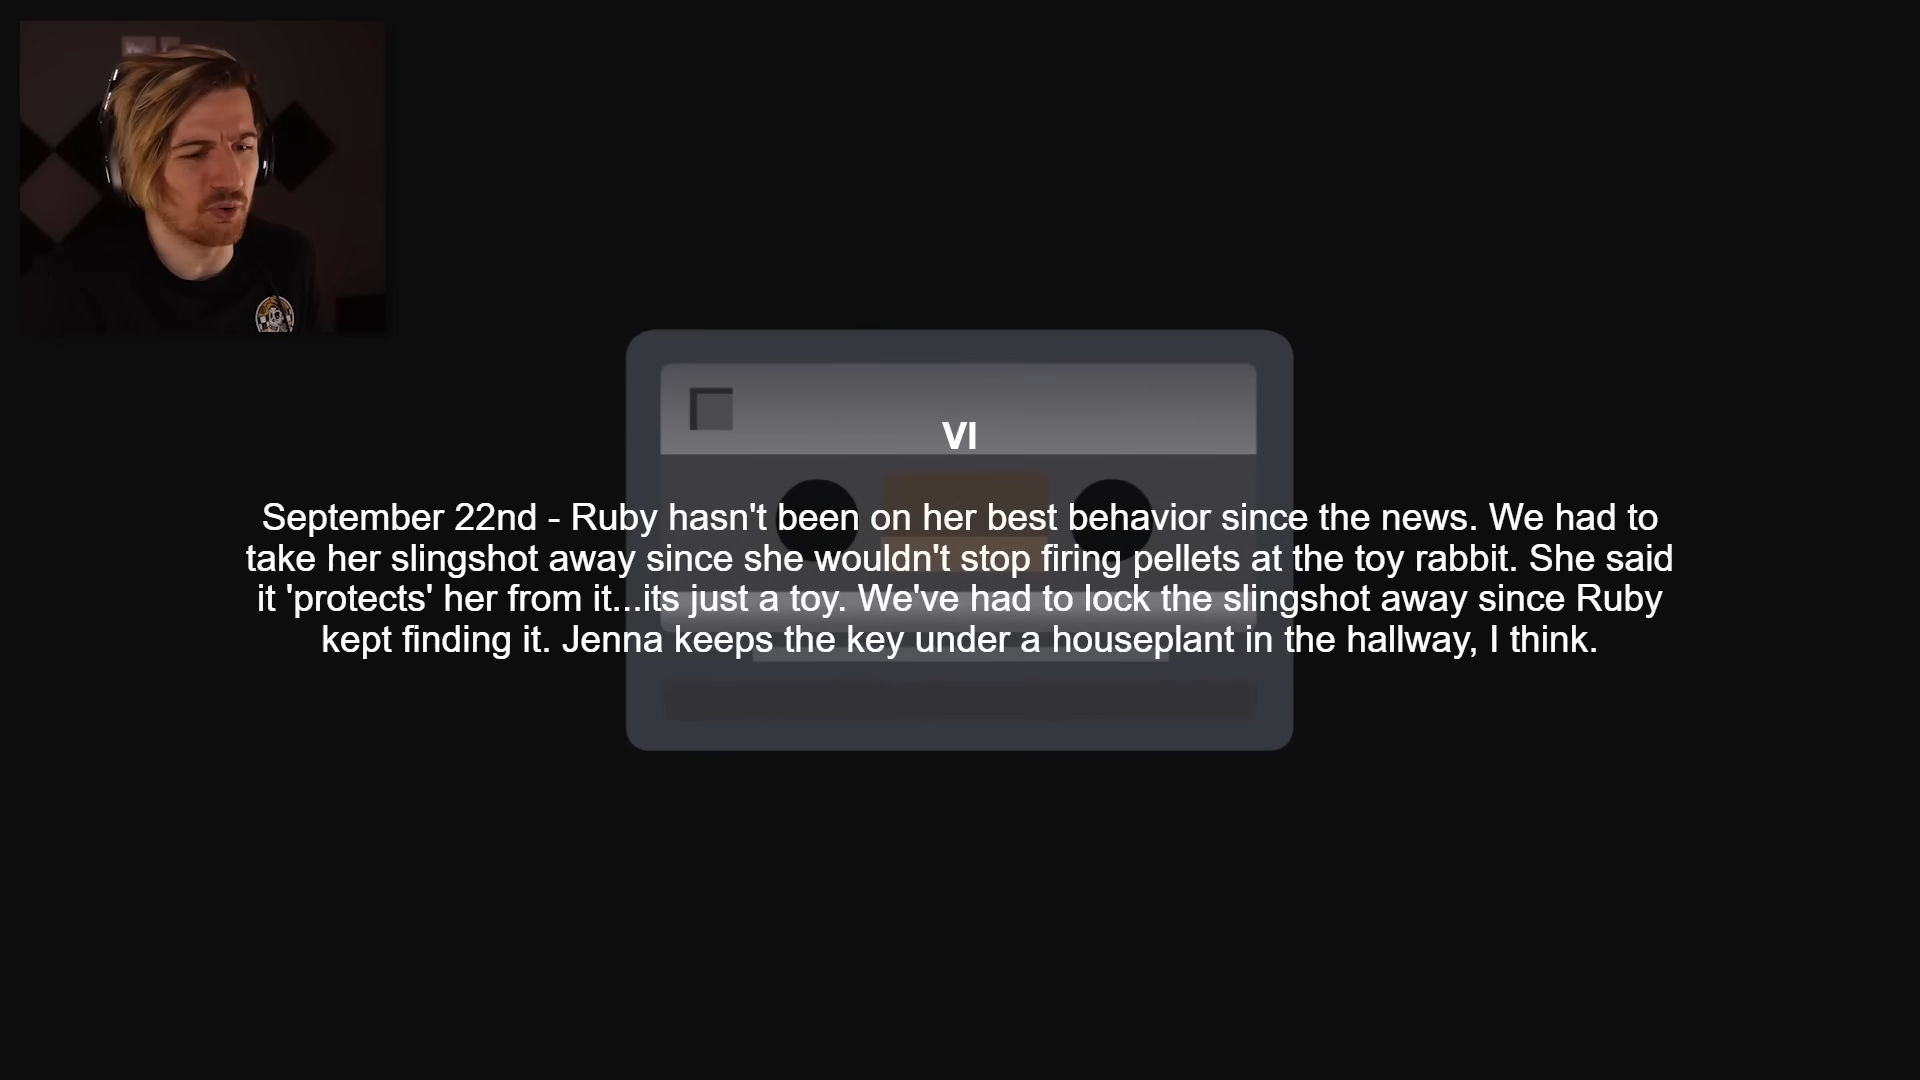 VI
September 22nd - Ruby hasn't been on her best behavior since the news. We had to
take her slingshot away since she wouldn't stop firing pellets at the toy rabbit. She said
it 'protects' her from it...its just a toy. We've had to lock the slingshot away since Ruby
kept finding it. Jenna keeps the key under a houseplant in the hallway, I think.